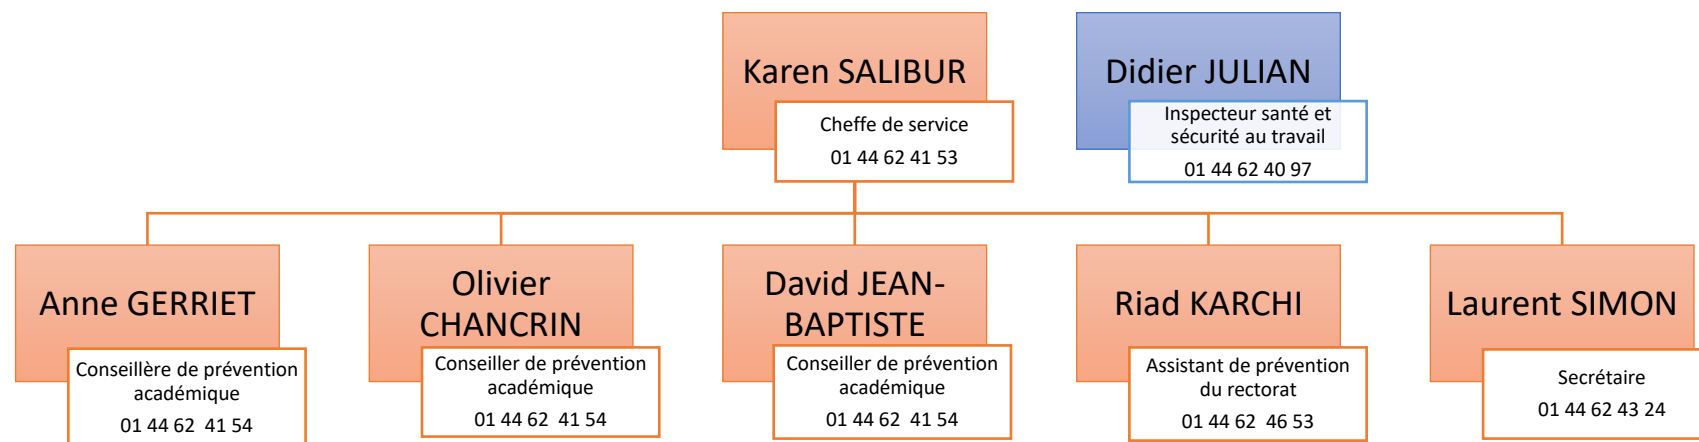 Karen SALIBUR
Cheffe de service
01 44 62 41 53
Didier JULIAN
Inspecteur santé et
sécurité au travail
01 44 62 40 97
Anne GERRIET
Conseillère de prévention
académique
01 44 62  41 54
Olivier
CHANCRIN
Conseiller de prévention
académique
01 44 62  41 54
David JEAN-
BAPTISTE
Conseiller de prévention
académique
01 44 62  41 54
Riad KARCHI
Assistant de prévention
du rectorat
01 44 62  46 53
Laurent SIMON
Secrétaire
01 44 62 43 24